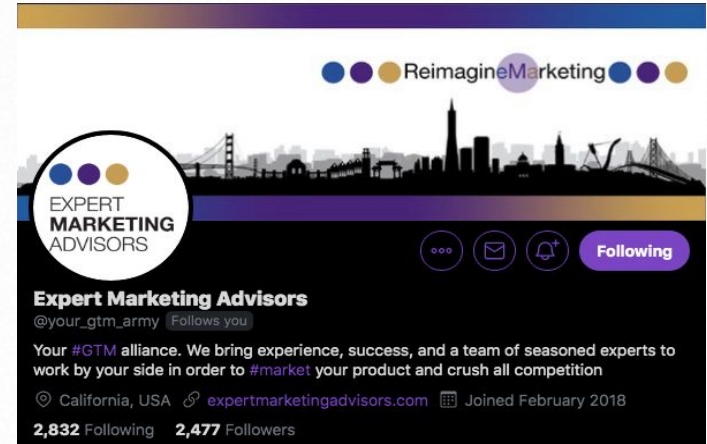 ReimagineMarketing
EXPERT
MARKETING
ADVISORS
Following
Expert Marketing Advisors
@your_gtm_army Follows you
Your #GTM alliance. We bring experience, success, and a team of seasoned experts to
work by your side in order to #market your product and crush all competition
California, USA expertmarketingadvisors.com Joined February 2018
2,832 Following 2,477 Followers